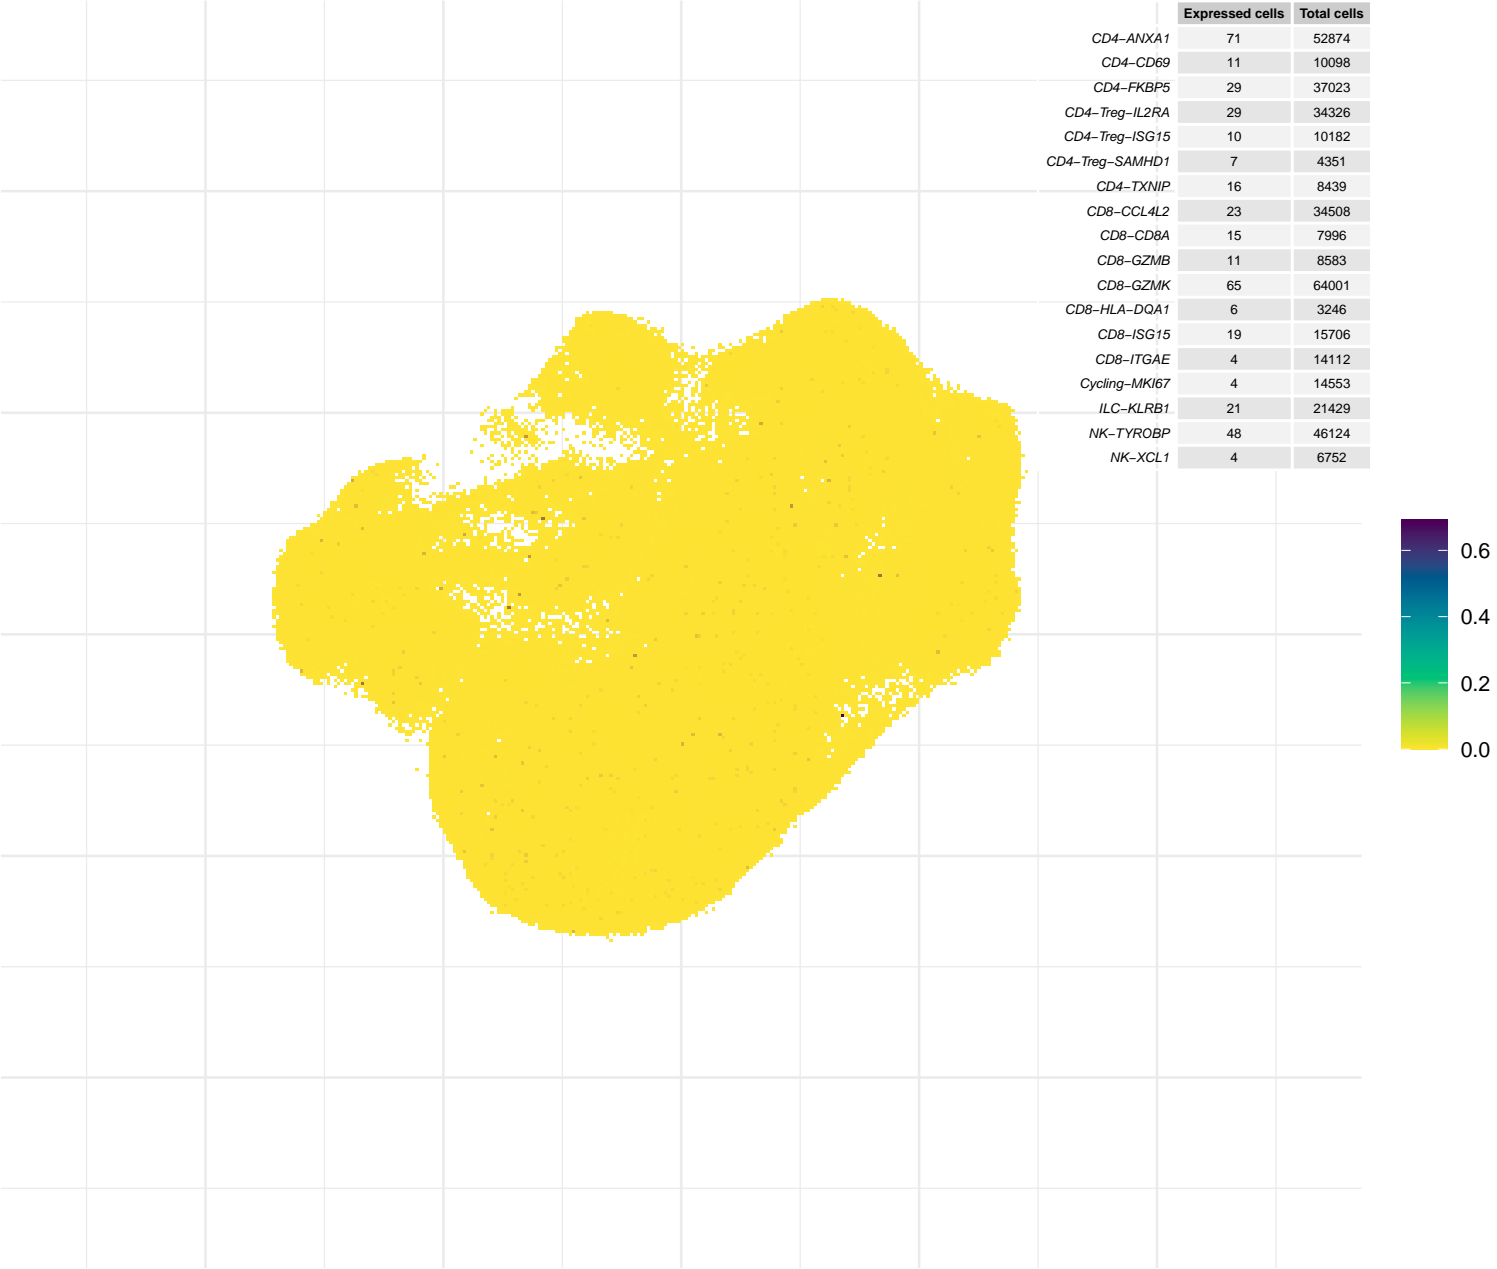 Expressed cells Total cells
CD4−ANXA1 71 52874
CD4−CD69 11 10098
CD4−FKBP5 29 37023
CD4−Treg−IL2RA 29 34326
CD4−Treg−ISG15 10 10182
CD4−Treg−SAMHD1 7 4351
CD4−TXNIP 16 8439
CD8−CCL4L2 23 34508
CD8−CD8A 15 7996
CD8−GZMB 11 8583
CD8−GZMK 65 64001
CD8−HLA−DQA1 6 3246
CD8−ISG15 19 15706
CD8−ITGAE 4 14112
Cycling−MKI67 4 14553
ILC−KLRB1 21 21429
NK−TYROBP 48 46124
NK−XCL1 4 6752
0.6
0.4
0.2
0.0